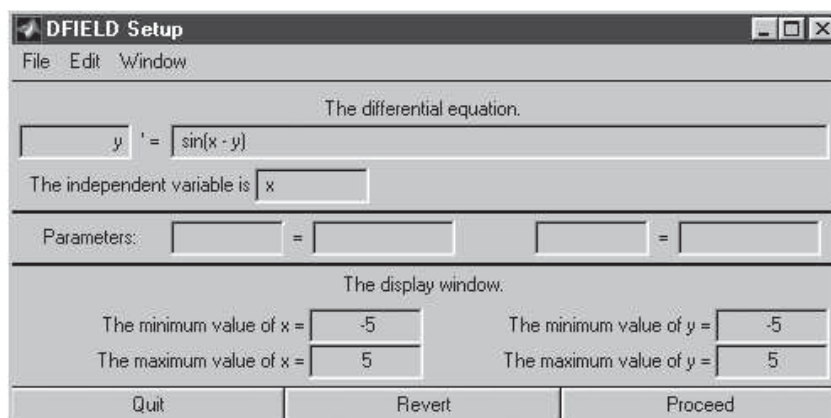 DFIELD Setup
File Edit Window
The differential equation.
y ' = sin(x - y)
The independent variable is x
Parameters: = =
The display window.
The minimum value of x = -5 The minimum value of y = -5
The maximum value of x = 5 The maximum value of y = 5
Quit Revert Proceed